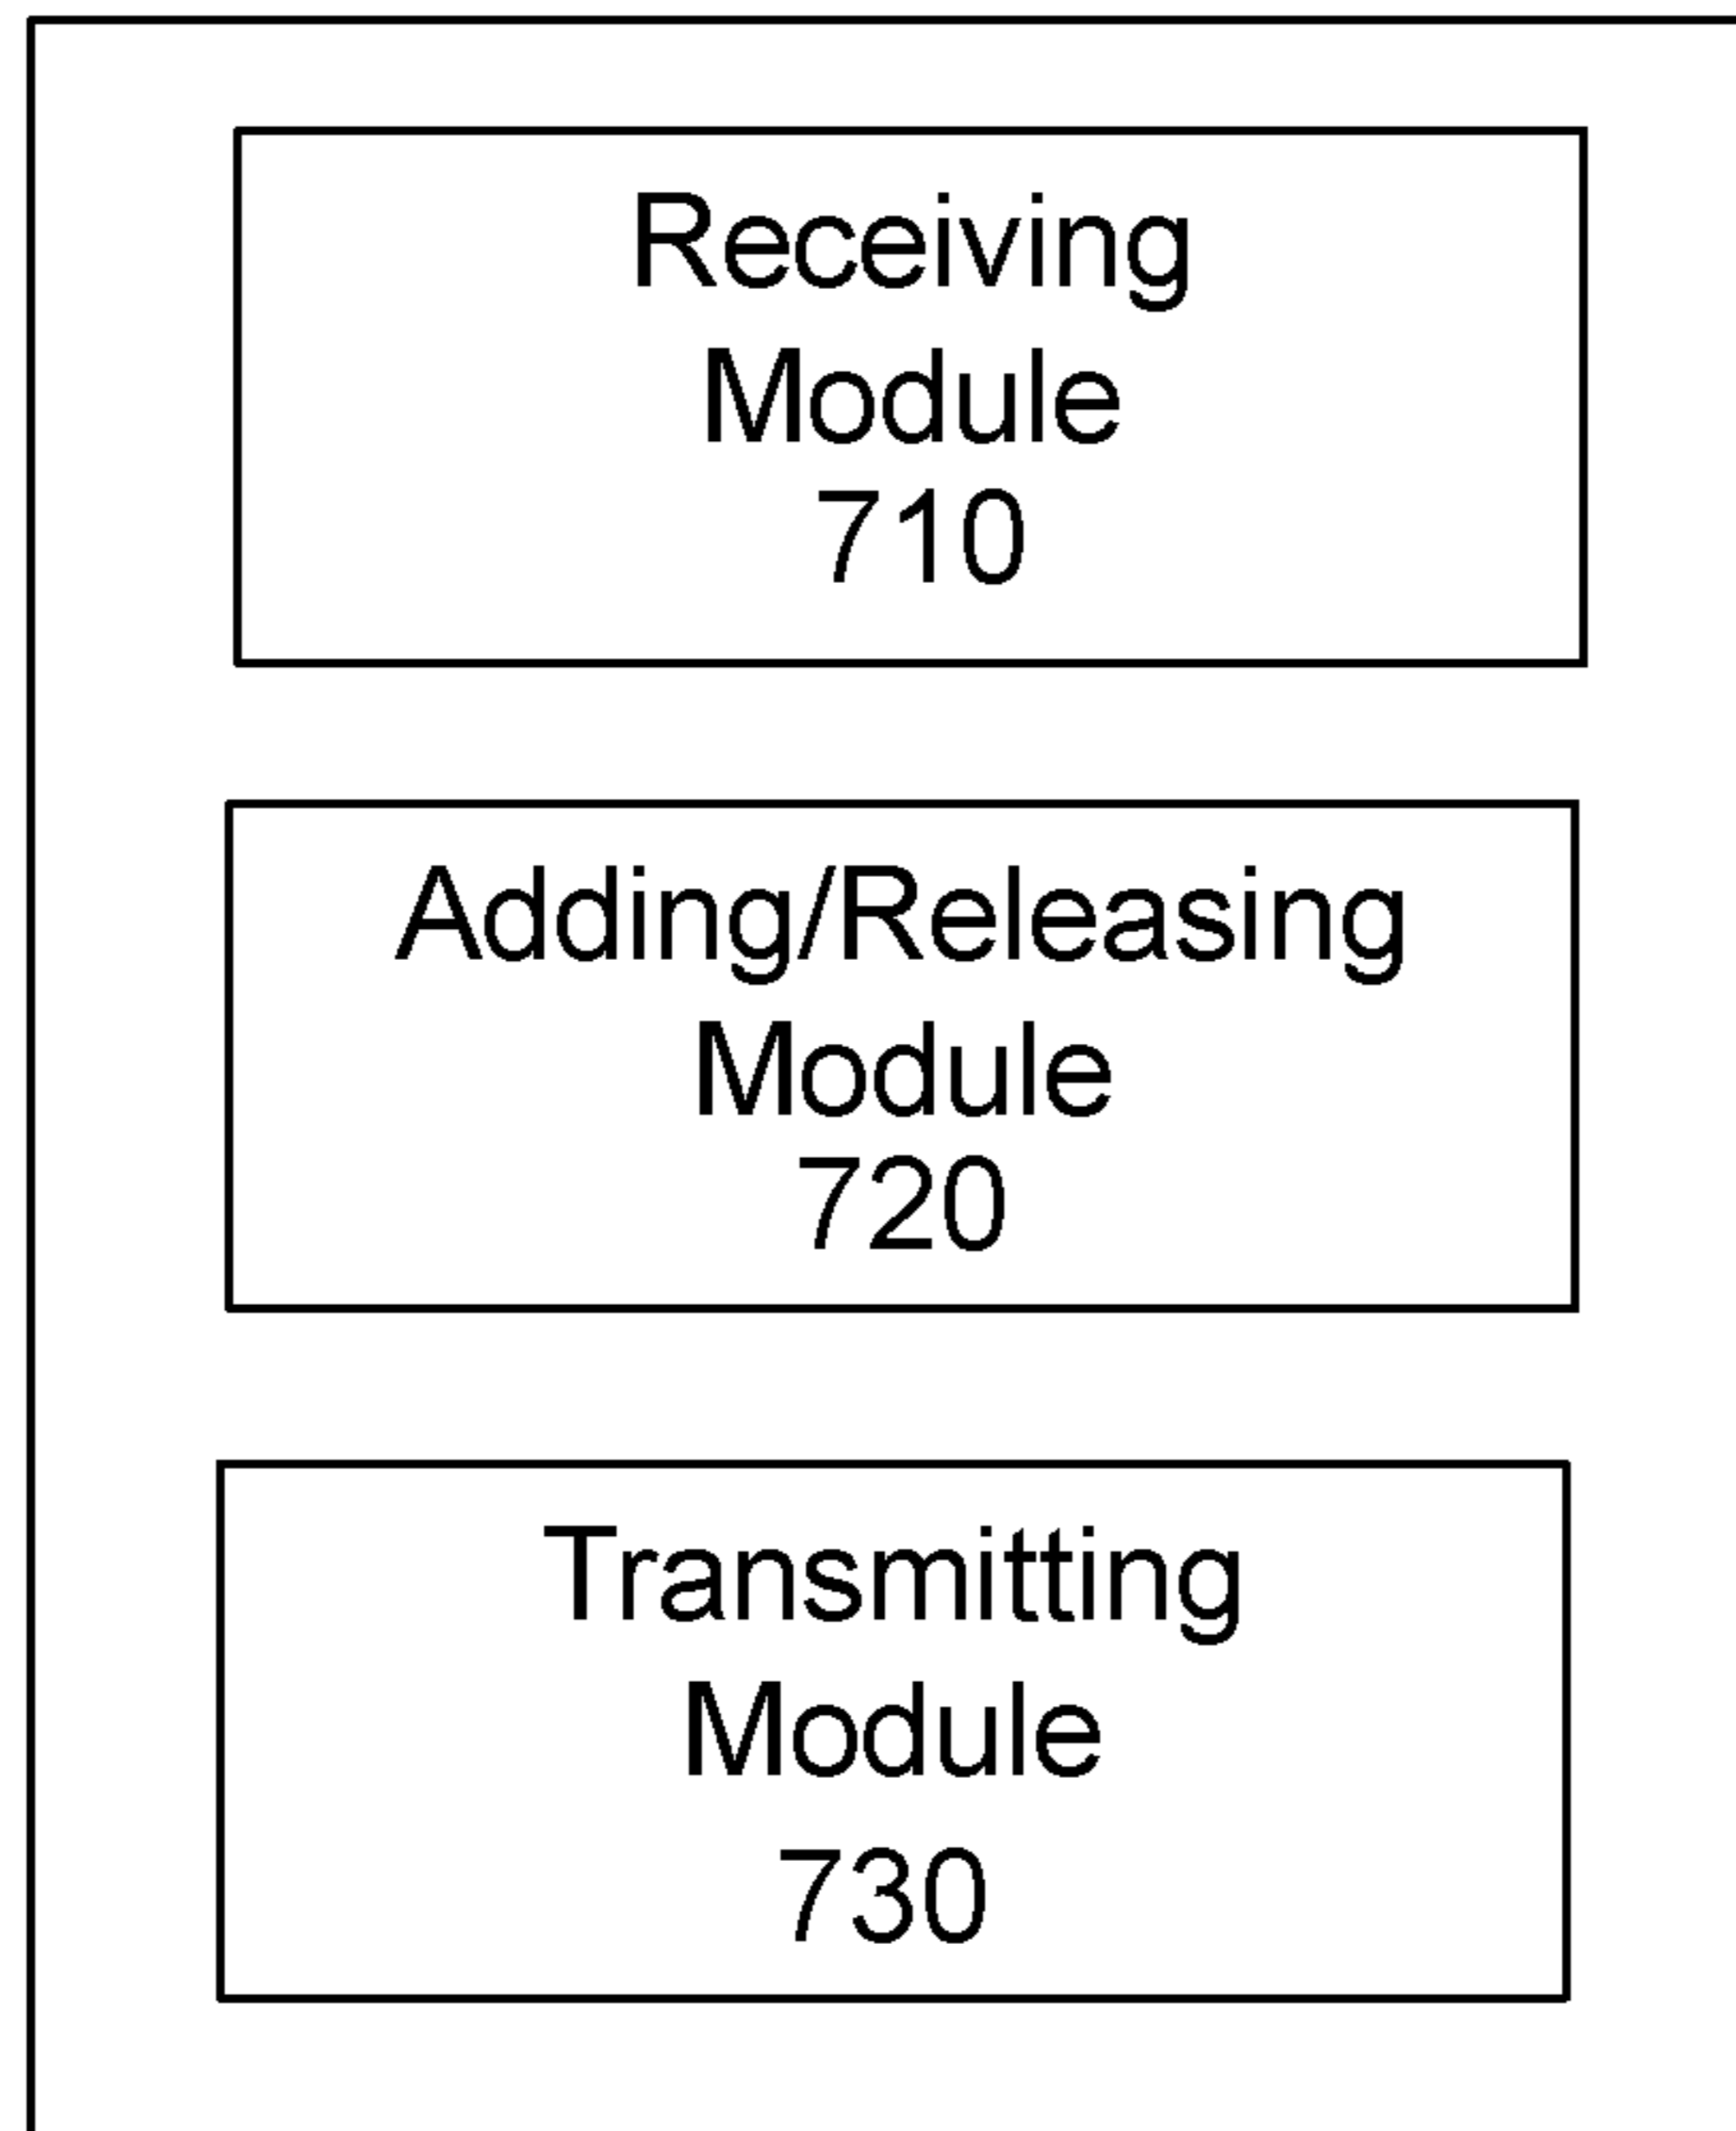 Receiving
Module
710
Adding/Releasing
Module
720
Transmitting
Module
730